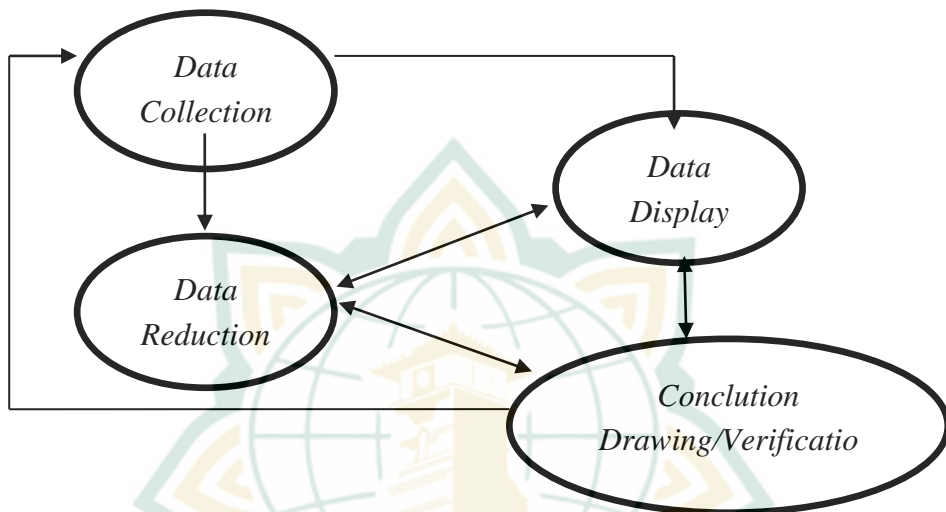 Data
Collection
Data
Display
Data
Reduction
Conclution
Drawing/Verificatio